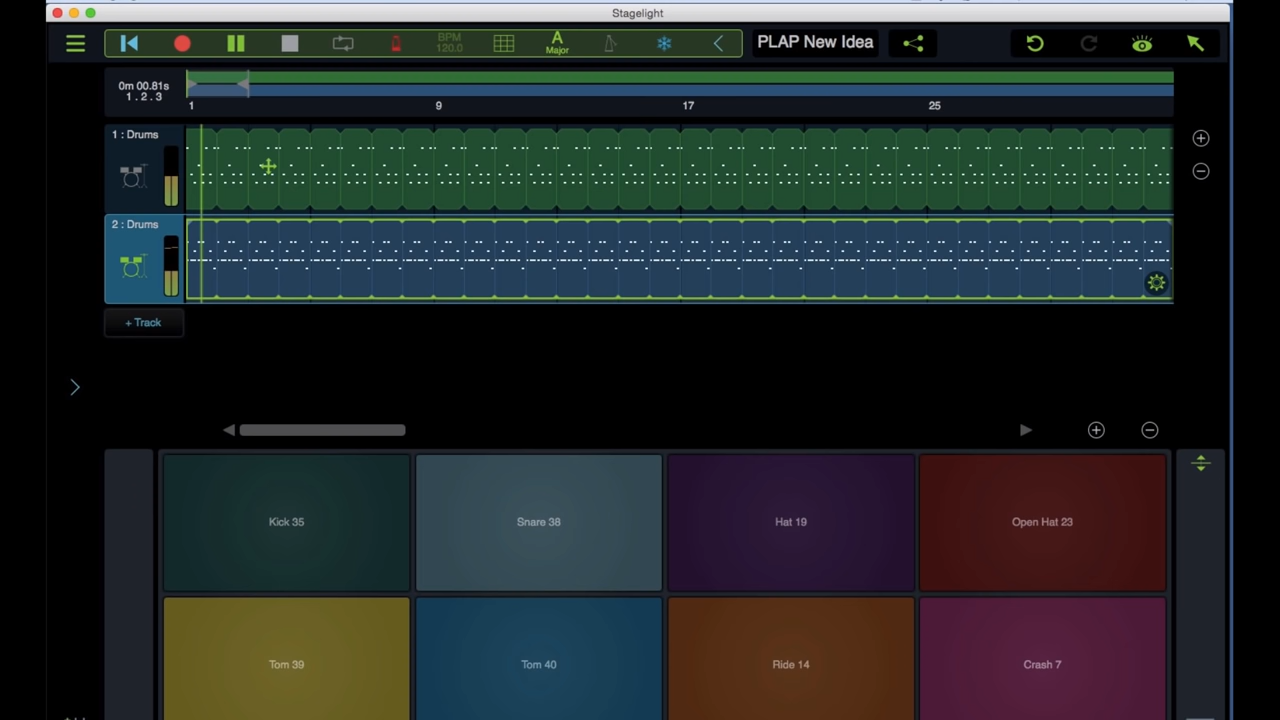 Stagelight
BPM
120.0
A
Major
PLAP New Idea
0m 00.81s
1 . 2 . 3
1
9
17
25
1 : Drums
2 : Drums
+ Track
Kick 35
Snare 38
Hat 19
Open Hat 23
Tom 39
Tom 40
Ride 14
Crash 7